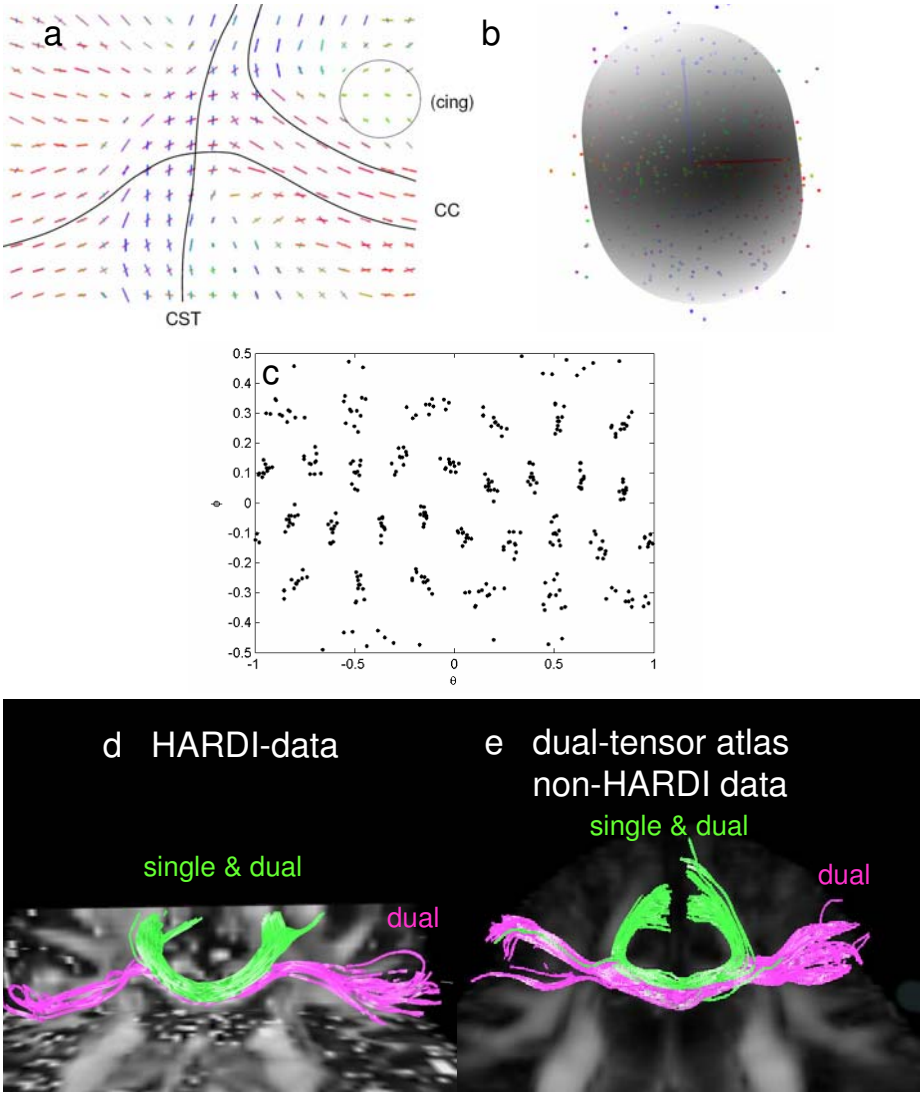 a
(cing)
CC
CST
b
c
0.5
0.4
0.3
0.2
0.1
0
-0.1
-0.2
-0.3
-0.4
-0.5
ϕ
-1
-0.5
0
0.5
1
θ
d HARDI-data
single & dual
dual
e dual-tensor atlas
non-HARDI data
single & dual
dual